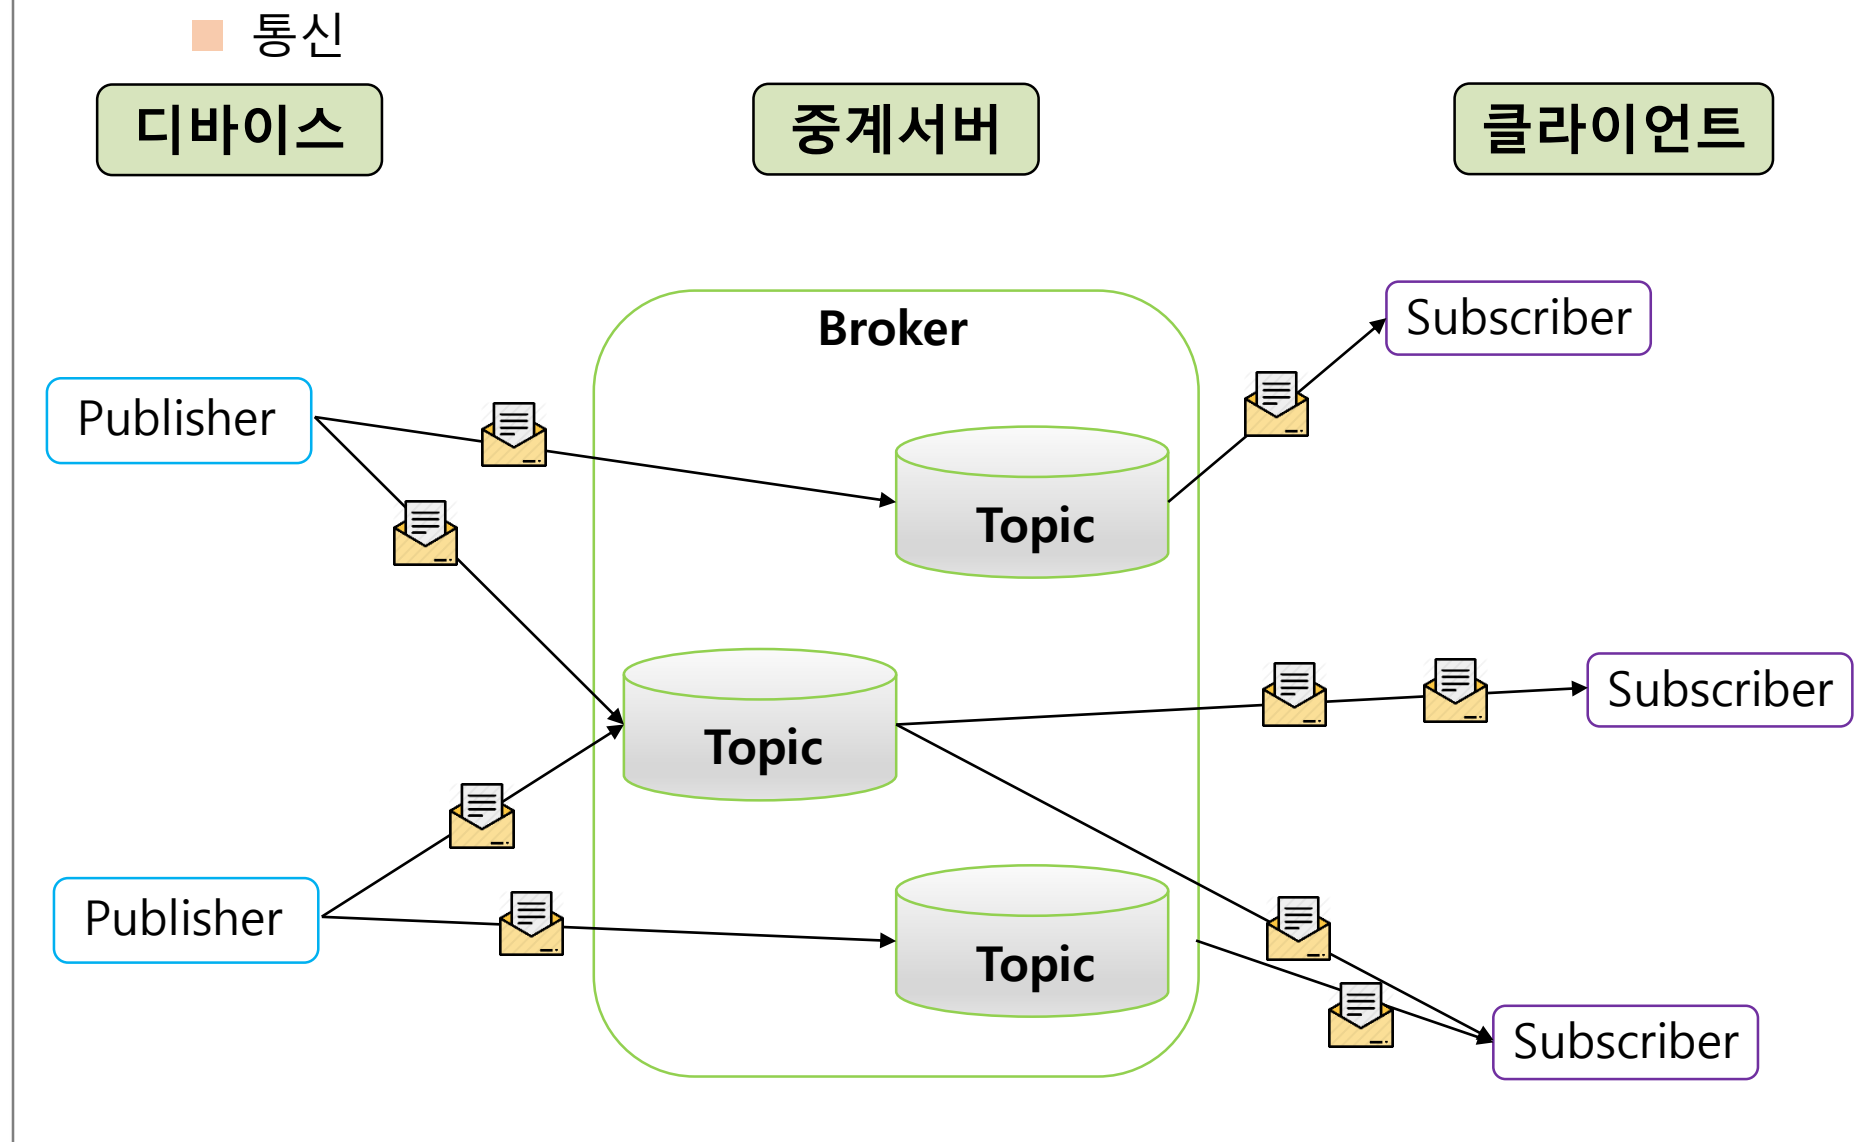 통신
디바이스
중계서버
클라이언트
Broker
Subscriber
Publisher
Topic
Subscriber
Topic
Publisher
Topic
Subscriber